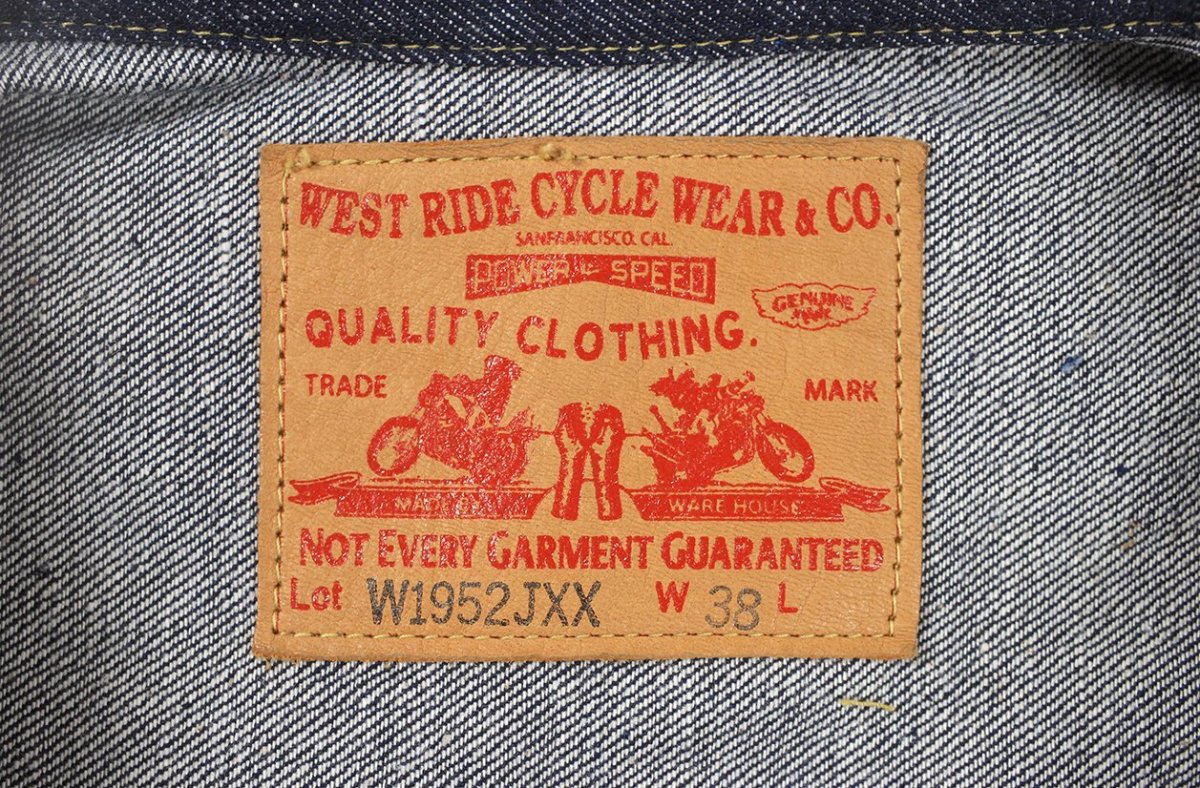 WEST RIDE CYCLE WEAR & CO.
SANFRANCISCO. CAL.
POWER SPEED
GENUINE
QUALITY CLOTHING.
TRADE MARK
WARE HOUSE
NOT EVERY GARMENT GUARANTEED
Lot W1952JXX W 38 L